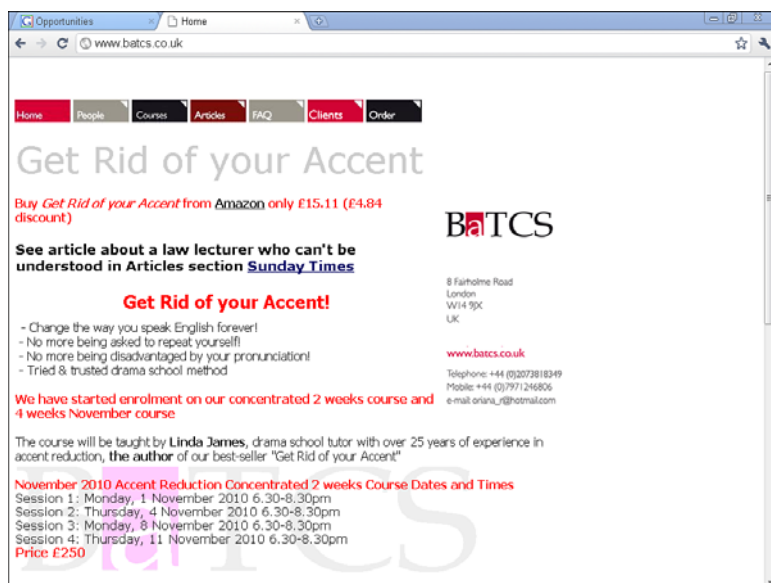 Opportunities
Home
www.batcs.co.uk
Home People Courses Articles FAQ Clients Order
Get Rid of your Accent
Buy Get Rid of your Accent from Amazon only £15.11 (£4.84
discount)
See article about a law lecturer who can't be
understood in Articles section Sunday Times
Get Rid of your Accent!
- Change the way you speak English forever!
- No more being asked to repeat yourself!
- No more being disadvantaged by your pronunciation!
- Tried & trusted drama school method
We have started enrolment on our concentrated 2 weeks course and
4 weeks November course
The course will be taught by Linda James, drama school tutor with over 25 years of experience in
accent reduction, the author of our best-seller "Get Rid of your Accent"
November 2010 Accent Reduction Concentrated 2 weeks Course Dates and Times
Session 1: Monday, 1 November 2010 6.30-8.30pm
Session 2: Thursday, 4 November 2010 6.30-8.30pm
Session 3: Monday, 8 November 2010 6.30-8.30pm
Session 4: Thursday, 11 November 2010 6.30-8.30pm
Price £250
BaTCS
BaTCS
8 Fairholme Road
London
W14 9JX
UK
www.batcs.co.uk
Telephone: +44 (0)2073818349
Mobile: +44 (0)7971246806
e-mail: oriana_r@hotmail.com